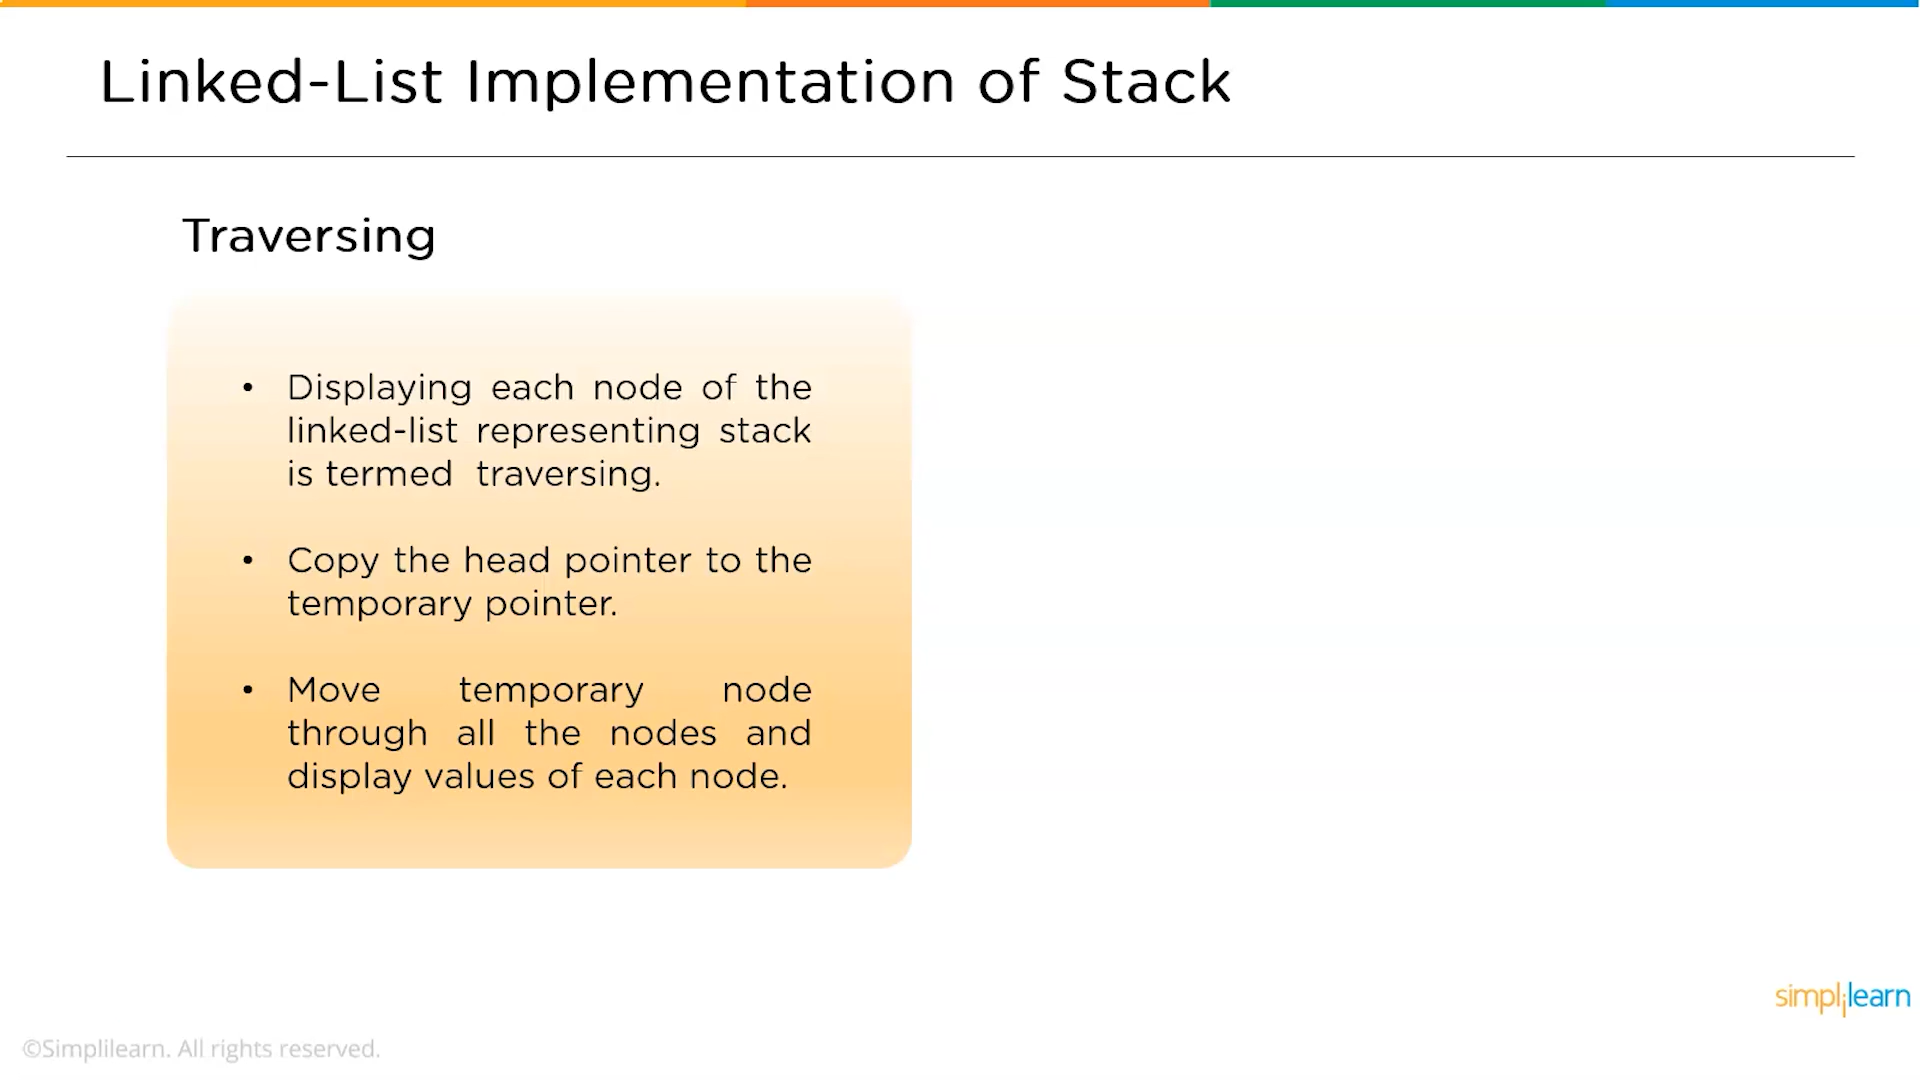 Linked-List Implementation of Stack
Traversing
• Displaying each node of the
linked-list representing stack
is termed traversing.
• Copy the head pointer to the
temporary pointer.
• Move temporary node
through all the nodes and
display values of each node.
simplilearn
©Simplilearn. All rights reserved.